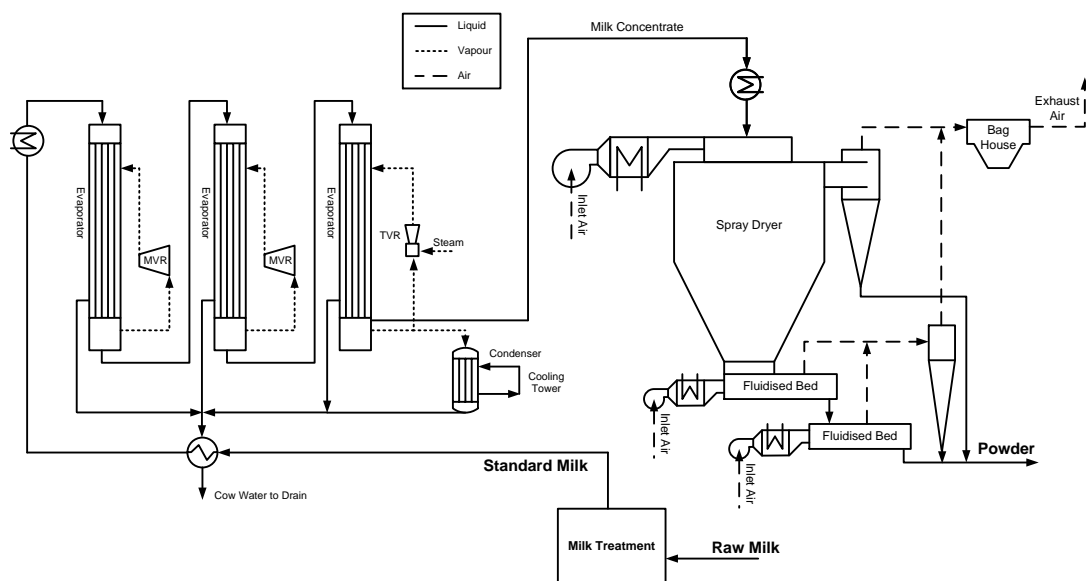 Liquid
Vapour
Air
Milk Concentrate
Exhaust
Air
Bag
House
Evaporator
Evaporator
Evaporator
MVR
MVR
TVR
Steam
Inlet Air
Spray Dryer
Condenser
Cooling
Tower
Fluidised Bed
Inlet Air
Fluidised Bed
Inlet Air
Powder
Standard Milk
Cow Water to Drain
Milk Treatment
Raw Milk